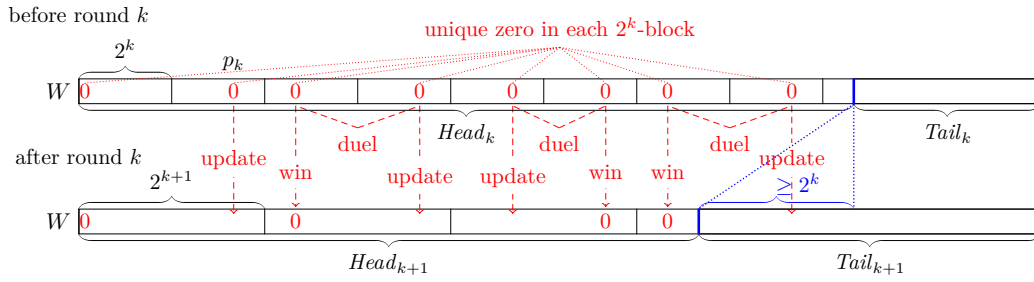 before round k
unique zero in each 2^k-block
2^k
p_k
W 0 0 0 0 0 0 0 0
Head_k Tail_k
duel duel duel
after round k
update win update update win win update
2^{k+1}
≥ 2^k
W 0 0 0 0
Head_{k+1} Tail_{k+1}